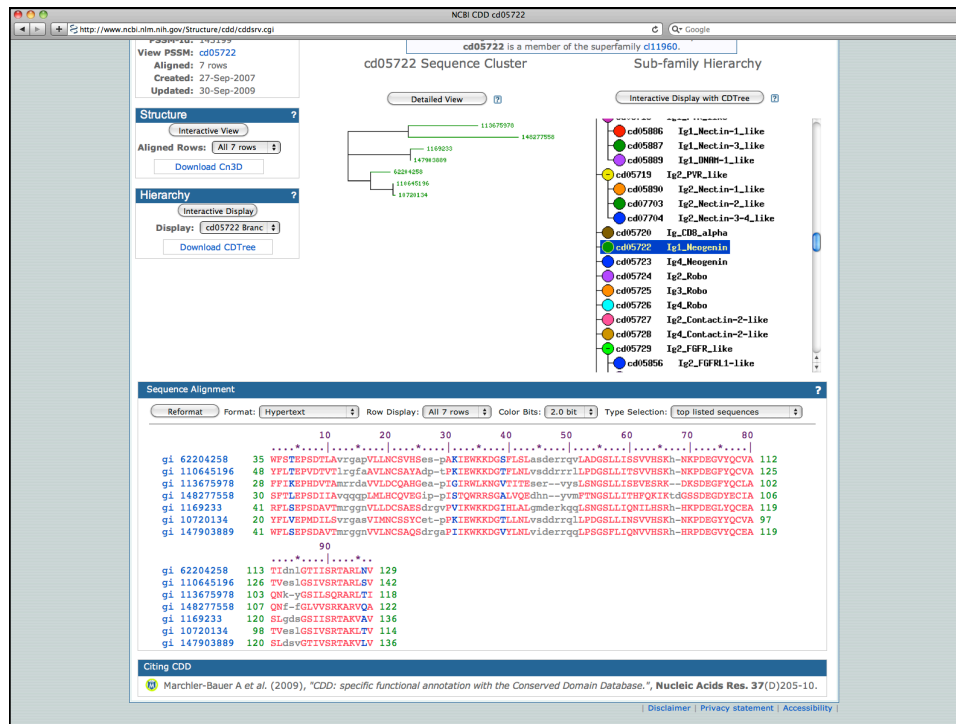 NCBI CDD cd05722
http://www.ncbi.nlm.nih.gov/Structure/cdd/cddsrv.cgi
Google
View PSSM: cd05722
Aligned: 7 rows
Created: 27-Sep-2007
Updated: 30-Sep-2009
Structure ?
Interactive View
Aligned Rows: All 7 rows
Download Cn3D
Hierarchy ?
Interactive Display
Display: cd05722 Branc
Download CDTree
cd05722 is a member of the superfamily cl11960.
cd05722 Sequence Cluster
Detailed View ?
113675978
148277558
1169233
147903889
62204258
110645196
10720134
Sub-family Hierarchy
Interactive Display with CDTree ?
cd05886 Ig1_Nectin-1_like
cd05887 Ig1_Nectin-3_like
cd05889 Ig1_DNAM-1_like
cd05719 Ig2_PVR_like
cd05890 Ig2_Nectin-1_like
cd07703 Ig2_Nectin-2_like
cd07704 Ig2_Nectin-3-4_like
cd05720 Ig_CD8_alpha
cd05722 Ig1_Neogenin
cd05723 Ig4_Neogenin
cd05724 Ig2_Robo
cd05725 Ig3_Robo
cd05726 Ig4_Robo
cd05727 Ig2_Contactin-2-like
cd05728 Ig4_Contactin-2-like
cd05729 Ig2_FGFR_like
cd05856 Ig2_FGFRL1-like
Sequence Alignment ?
Reformat Format: Hypertext Row Display: All 7 rows Color Bits: 2.0 bit Type Selection: top listed sequences
10 20 30 40 50 60 70 80
....*....|....*....|....*....|....*....|....*....|....*....|....*....|....*....|
gi 62204258 35 WFSTEPSDTLAvrgapVLLNCSVHSes-pAKIEWKKDGSFLSLasderrqvLADGSLLISSVVHSKh-NKPDEGVYQCVA 112
gi 110645196 48 YFLTEPVDTVTlrgfaAVLNCSAYAdp-tPKIEWKKDGTFLNLvsddrrrlLPDGSLLITSVVHSKh-NKPDEGVYQCVA 125
gi 113675978 28 FFIKEPHDVTAmrrdaVVLDCQAHGea-pIGIRWLKNGVTITEser--vysLSNGSLLISEVESRK--DKSDEGFYQCLA 102
gi 148277558 30 SFTLEPSDIIAvqqqpLMLHCQVEGip-pISTQWRRSGALVQEdhn--yvmFTNGSLLITHFQKIKtdGSSDEGDYECIA 106
gi 1169233 41 RFLSEPSDAVTmrggnVLLDCSAESdrgvPVIKWKKDGIHLALgmderkqqLSNGSLLIQNILHSRh-HKPDEGLYQCEA 119
gi 10720134 20 YFLVEPMDILSvrgasVIMNCSSYCet-pPKIEWKKDGTLLNLvsddrrqlLPDGSLLISSVVHSKh-NKPDEGYYQCVA 97
gi 147903889 41 WFLSEPSDAVTmrggnVVLNCSAQSdrgaPIIKWKKDGVYLNLviderrqqLPSGSFLIQNVVHSRh-HRPDEGYYQCEA 119
90
....*....|....*..
gi 62204258 113 TIdnlGTIISRTARLNV 129
gi 110645196 126 TVeslGSIVSRTARLSV 142
gi 113675978 103 QNk-yGSILSQRARLTI 118
gi 148277558 107 QNf-fGLVVSRKARVQA 122
gi 1169233 120 SLgdsGSIISRTAKVAV 136
gi 10720134 98 TVeslGSIVSRTAKLTV 114
gi 147903889 120 SLdsvGTIVSRTAKVLV 136
Citing CDD
Marchler-Bauer A et al. (2009), "CDD: specific functional annotation with the Conserved Domain Database.", Nucleic Acids Res. 37(D)205-10.
| Disclaimer | Privacy statement | Accessibility |